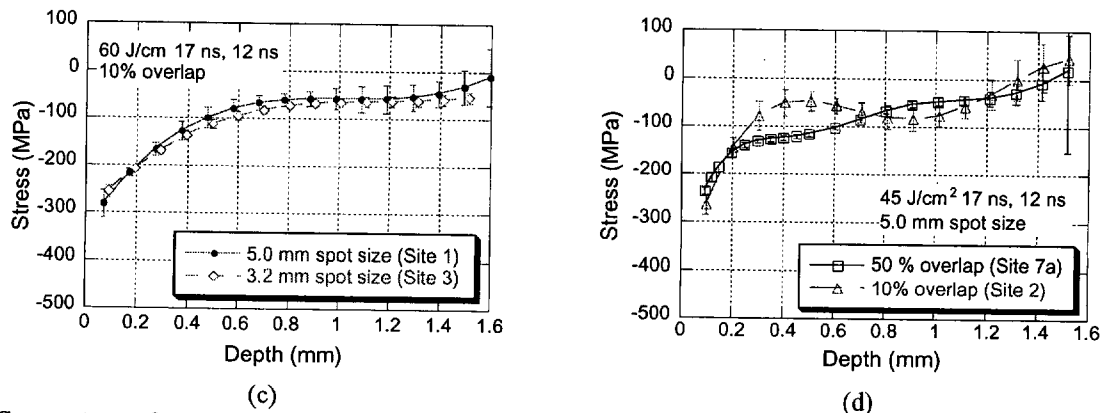 100
0
-100
-200
-300
-400
-500
Stress (MPa)
60 J/cm 17 ns, 12 ns
10% overlap
5.0 mm spot size (Site 1)
3.2 mm spot size (Site 3)
0 0.2 0.4 0.6 0.8 1 1.2 1.4 1.6
Depth (mm)
(c)
100
0
-100
-200
-300
-400
-500
Stress (MPa)
45 J/cm² 17 ns, 12 ns
5.0 mm spot size
50 % overlap (Site 7a)
10% overlap (Site 2)
0 0.2 0.4 0.6 0.8 1 1.2 1.4 1.6
Depth (mm)
(d)